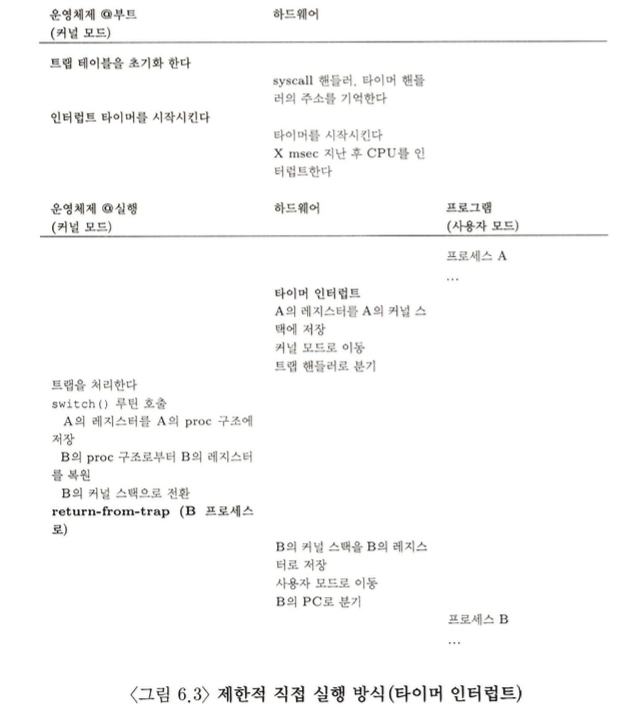 운영체제 @부트 하드웨어
(커널 모드)
트랩 테이블을 초기화 한다
syscall 핸들러, 타이머 핸들
러의 주소를 기억한다
인터럽트 타이머를 시작시킨다
타이머를 시작시킨다
X msec 지난 후 CPU를 인
터럽트한다
운영체제 @실행 하드웨어 프로그램
(커널 모드) (사용자 모드)
프로세스 A
...
타이머 인터럽트
A의 레지스터를 A의 커널 스
택에 저장
커널 모드로 이동
트랩 핸들러로 분기
트랩을 처리한다
switch() 루틴 호출
A의 레지스터를 A의 proc 구조에
저장
B의 proc 구조로부터 B의 레지스터
를 복원
B의 커널 스택으로 전환
return-from-trap (B 프로세스
로)
B의 커널 스택을 B의 레지스
터로 저장
사용자 모드로 이동
B의 PC로 분기
프로세스 B
...
〈그림 6.3〉 제한적 직접 실행 방식(타이머 인터럽트)